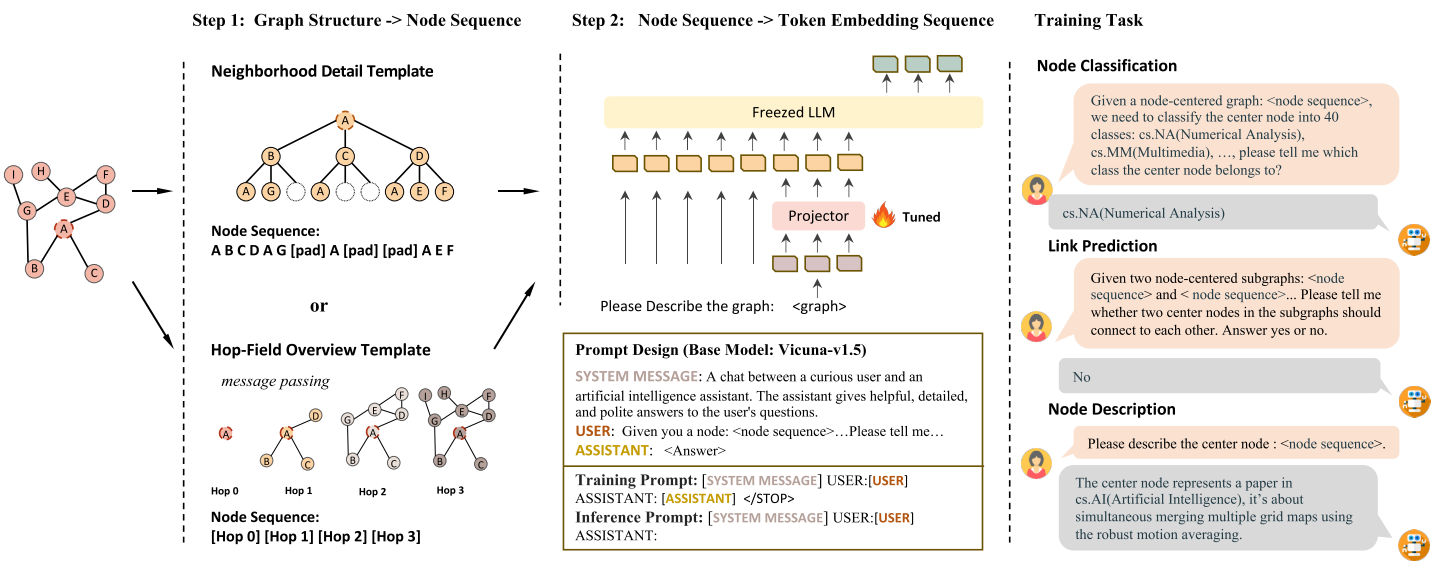 Step 1:  Graph Structure -> Node Sequence
Step 2:   Node Sequence -> Token Embedding Sequence
Training Task
I
H
F
E
G
D
A
B
C
Neighborhood Detail Template
A
B
C
D
A G A A E F
Node Sequence:
A B C D A G [pad] A [pad] [pad] A E F
or
Hop-Field Overview Template
message passing
A
D
A
B
C
F
G
E
D
A
B
C
I
H
F
G
E
D
A
B
C
Hop 0
Hop 1
Hop 2
Hop 3
Node Sequence:
[Hop 0] [Hop 1] [Hop 2] [Hop 3]
Freezed LLM
Projector
Tuned
Please Describe the graph:   <graph>
Prompt Design (Base Model: Vicuna-v1.5)
SYSTEM MESSAGE: A chat between a curious user and an
artificial intelligence assistant. The assistant gives helpful, detailed,
and polite answers to the user's questions.
USER:  Given you a node: <node sequence>…Please tell me…
ASSISTANT:   <Answer>
Training Prompt: [SYSTEM MESSAGE] USER:[USER]
ASSISTANT: [ASSISTANT]  </STOP>
Inference Prompt: [SYSTEM MESSAGE] USER:[USER]
ASSISTANT:
Node Classification
Given a node-centered graph: <node sequence>,
we need to classify the center node into 40
classes: cs.NA(Numerical Analysis),
cs.MM(Multimedia), …, please tell me which
class the center node belongs to?
cs.NA(Numerical Analysis)
Link Prediction
Given two node-centered subgraphs: <node
sequence> and < node sequence>... Please tell me
whether two center nodes in the subgraphs should
connect to each other. Answer yes or no.
No
Node Description
Please describe the center node : <node sequence>.
The center node represents a paper in
cs.AI(Artificial Intelligence), it's about
simultaneous merging multiple grid maps using
the robust motion averaging.